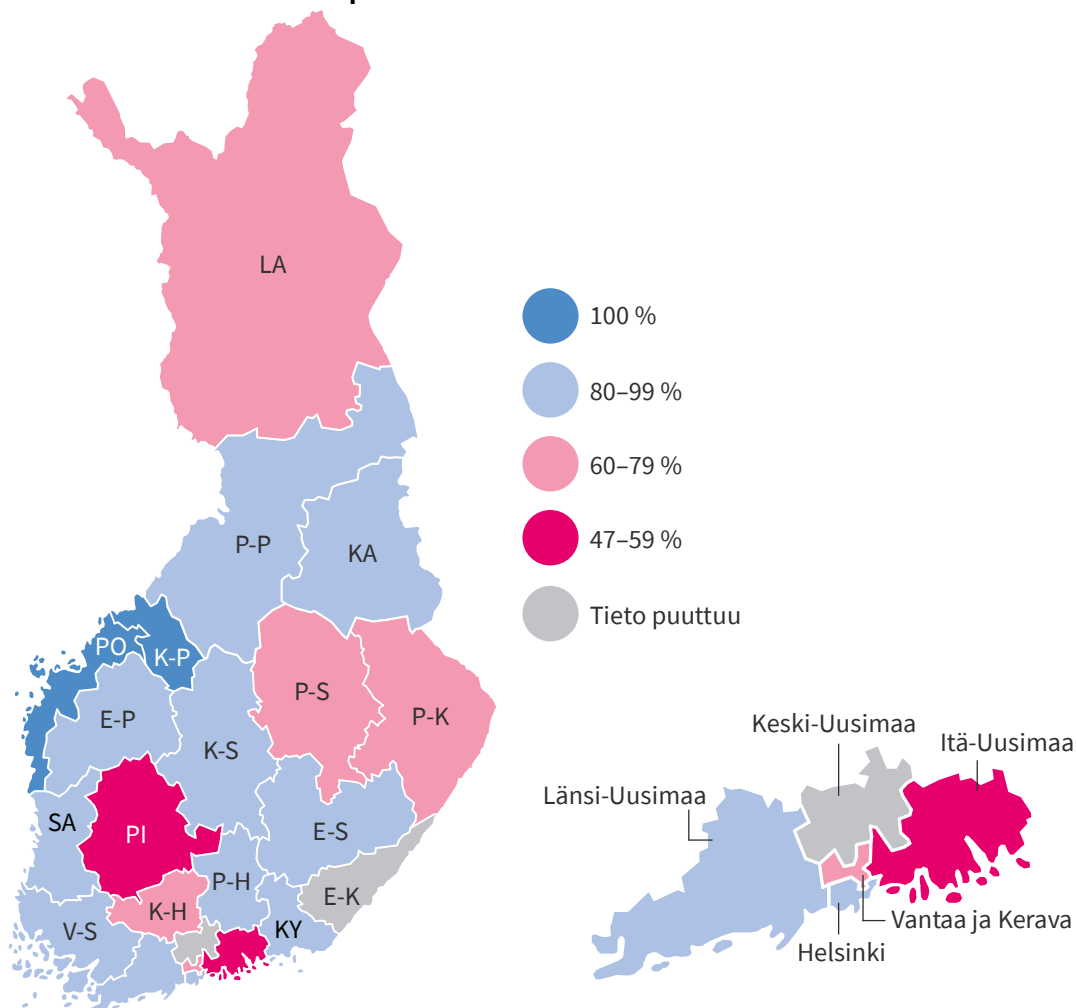 LA
100 %
80–99 %
60–79 %
47–59 %
Tieto puuttuu
P-P
KA
PO
K-P
E-P
K-S
P-S
P-K
SA
PI
E-S
P-H
E-K
K-H
V-S
KY
Keski-Uusimaa
Itä-Uusimaa
Länsi-Uusimaa
Vantaa ja Kerava
Helsinki